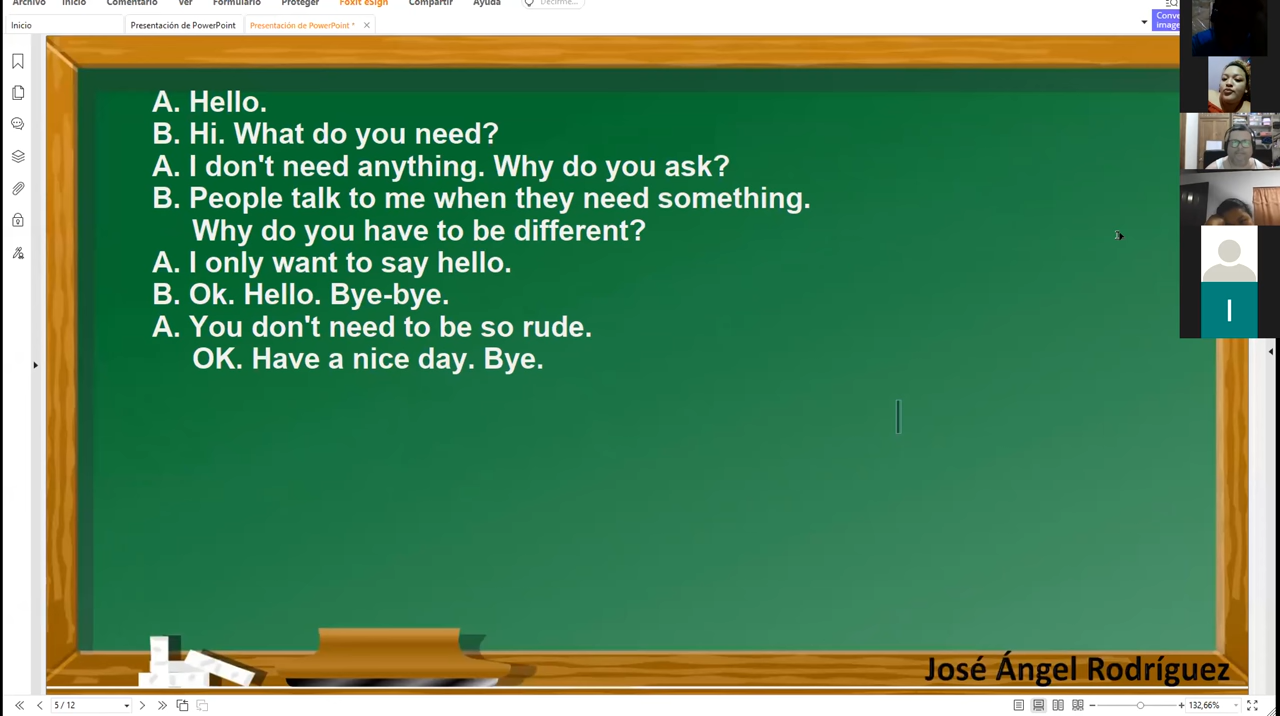 Archivo Inicio Comentario Ver Formulario Proteger Foxit eSign Compartir Ayuda Decirme...
Inicio Presentación de PowerPoint Presentación de PowerPoint *
A. Hello.
B. Hi. What do you need?
A. I don't need anything. Why do you ask?
B. People talk to me when they need something.
Why do you have to be different?
A. I only want to say hello.
B. Ok. Hello. Bye-bye.
A. You don't need to be so rude.
OK. Have a nice day. Bye.
I
José Ángel Rodríguez
5 / 12 132,66%